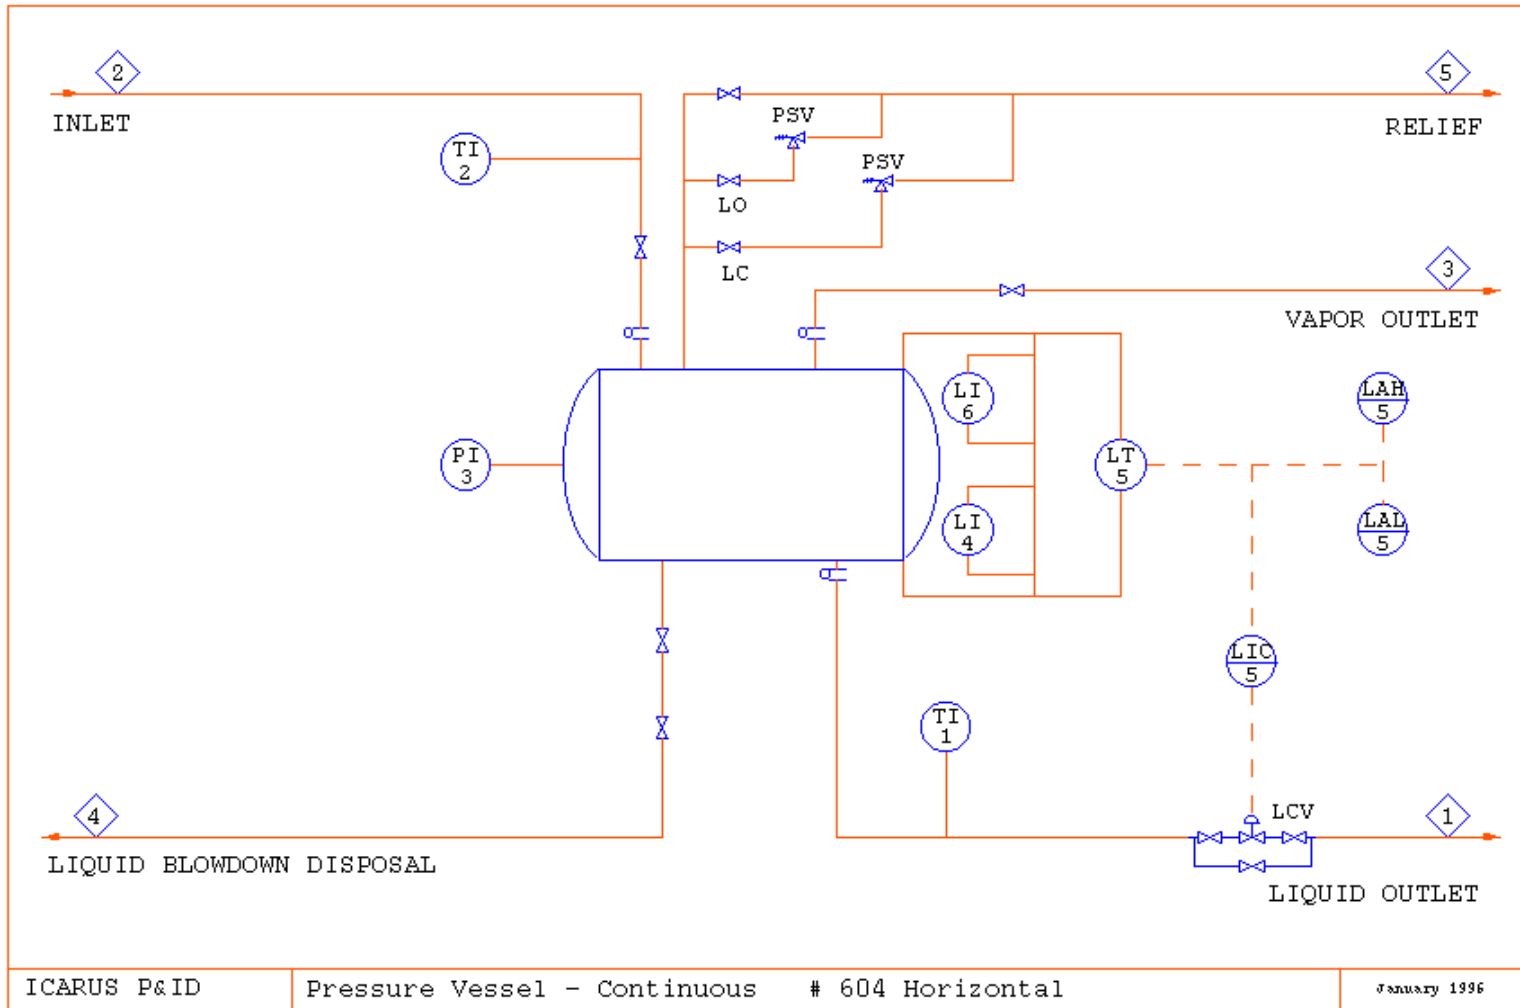 2
5
INLET
PSV
RELIEF
TI
2
PSV
LO
LC
3
VAPOR OUTLET
LI
6
LAH
5
PI
3
LT
5
LI
4
LAL
5
LIC
5
TI
1
4
LCV
1
LIQUID BLOWDOWN DISPOSAL
LIQUID OUTLET
ICARUS P&ID
Pressure Vessel - Continuous # 604 Horizontal
January 1996